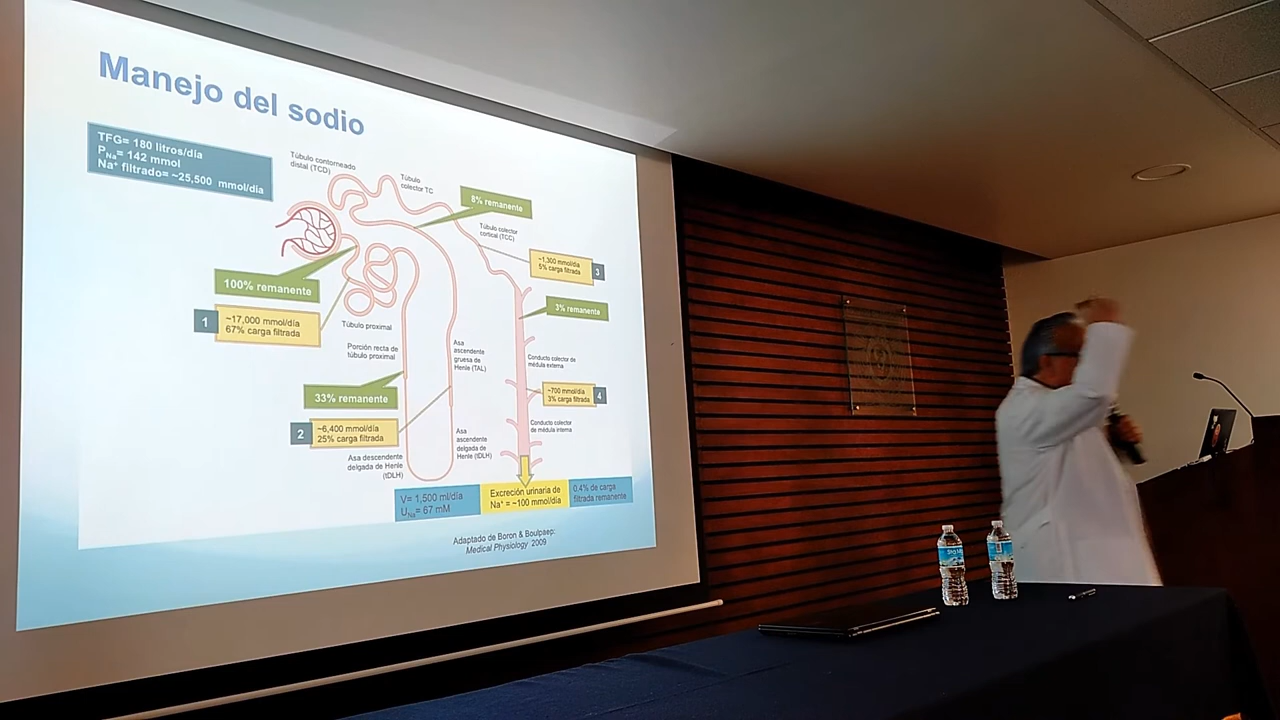 Manejo del sodio
TFG= 180 litros/día
PNa= 142 mmol
Na⁺ filtrado= ~25,500 mmol/día
Túbulo contorneado
distal (TCD)
Túbulo
colector TC
8% remanente
Túbulo colector
cortical (TCC)
~1,300 mmol/día
5% carga filtrada
3
100% remanente
3% remanente
1
~17,000 mmol/día
67% carga filtrada
Túbulo proximal
Porción recta de
túbulo proximal
Asa
ascendente
gruesa de
Henle (TAL)
Conducto colector de
médula externa
33% remanente
~700 mmol/día
3% carga filtrada
4
2
~6,400 mmol/día
25% carga filtrada
Conducto colector
de médula interna
Asa descendente
delgada de Henle
(tDLH)
Asa
ascendente
delgada de
Henle (tDLH)
V= 1,500 ml/día
UNa= 67 mM
Excreción urinaria de
Na⁺ = ~100 mmol/día
0.4% de carga
filtrada remanente
Adaptado de Boron & Boulpaep:
Medical Physiology 2009